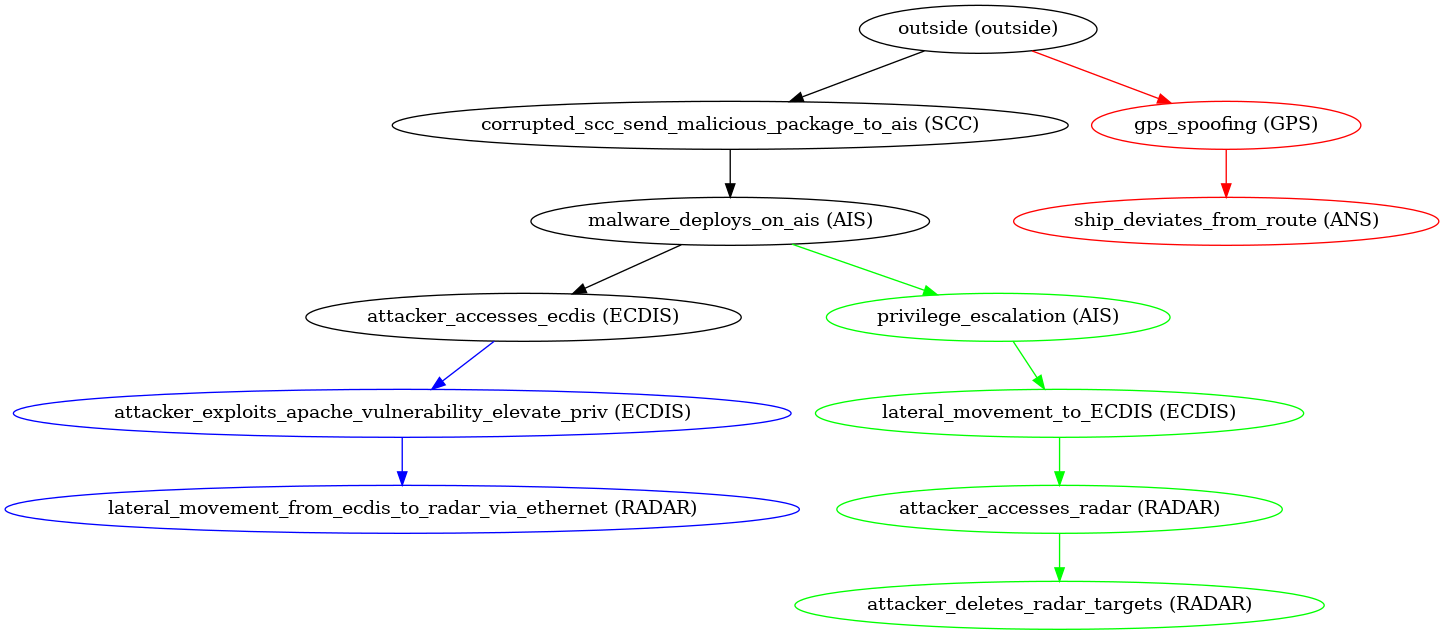 outside (outside)
corrupted_scc_send_malicious_package_to_ais (SCC)
gps_spoofing (GPS)
malware_deploys_on_ais (AIS)
ship_deviates_from_route (ANS)
attacker_accesses_ecdis (ECDIS)
privilege_escalation (AIS)
attacker_exploits_apache_vulnerability_elevate_priv (ECDIS)
lateral_movement_to_ECDIS (ECDIS)
lateral_movement_from_ecdis_to_radar_via_ethernet (RADAR)
attacker_accesses_radar (RADAR)
attacker_deletes_radar_targets (RADAR)